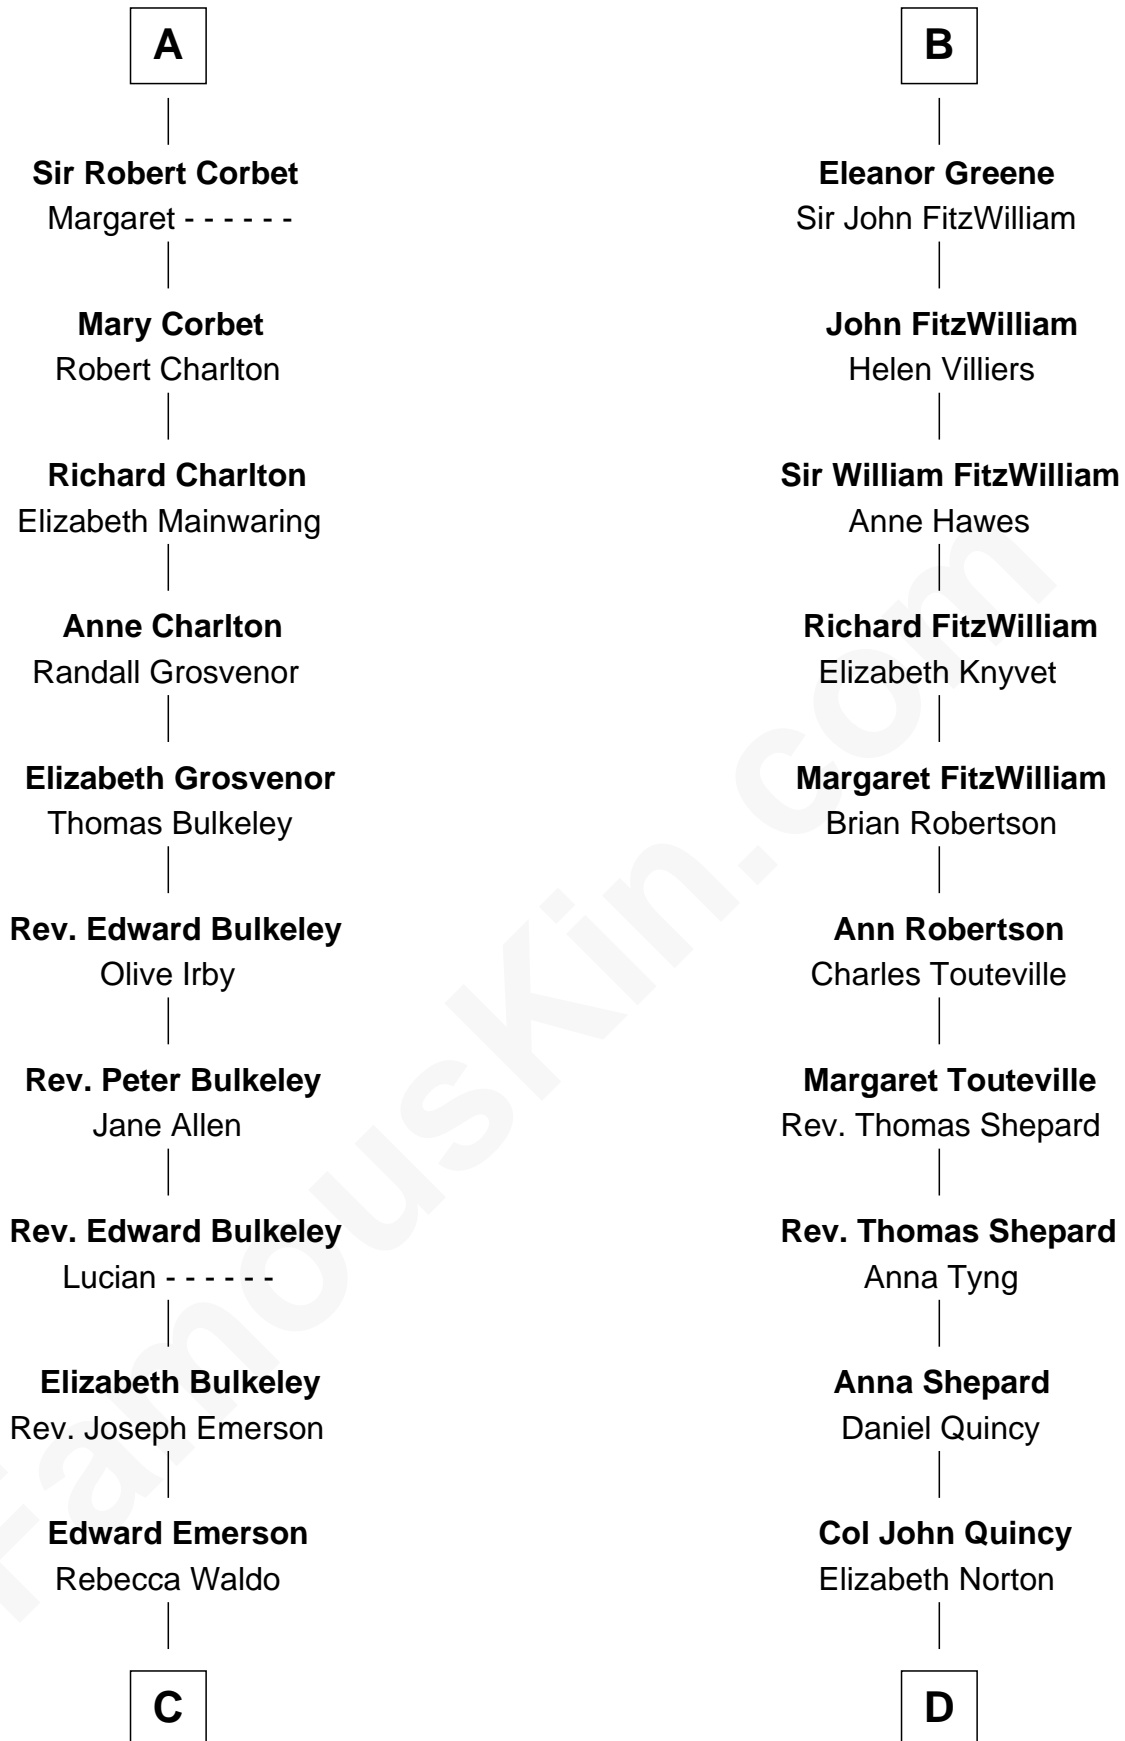 A
Sir Robert Corbet
Margaret - - - - - -
Mary Corbet
Robert Charlton
Richard Charlton
Elizabeth Mainwaring
Anne Charlton
Randall Grosvenor
Elizabeth Grosvenor
Thomas Bulkeley
Rev. Edward Bulkeley
Olive Irby
Rev. Peter Bulkeley
Jane Allen
Rev. Edward Bulkeley
Lucian - - - - - -
Elizabeth Bulkeley
Rev. Joseph Emerson
Edward Emerson
Rebecca Waldo
C
B
Eleanor Greene
Sir John FitzWilliam
John FitzWilliam
Helen Villiers
Sir William FitzWilliam
Anne Hawes
Richard FitzWilliam
Elizabeth Knyvet
Margaret FitzWilliam
Brian Robertson
Ann Robertson
Charles Touteville
Margaret Touteville
Rev. Thomas Shepard
Rev. Thomas Shepard
Anna Tyng
Anna Shepard
Daniel Quincy
Col John Quincy
Elizabeth Norton
D
FamousKin.com